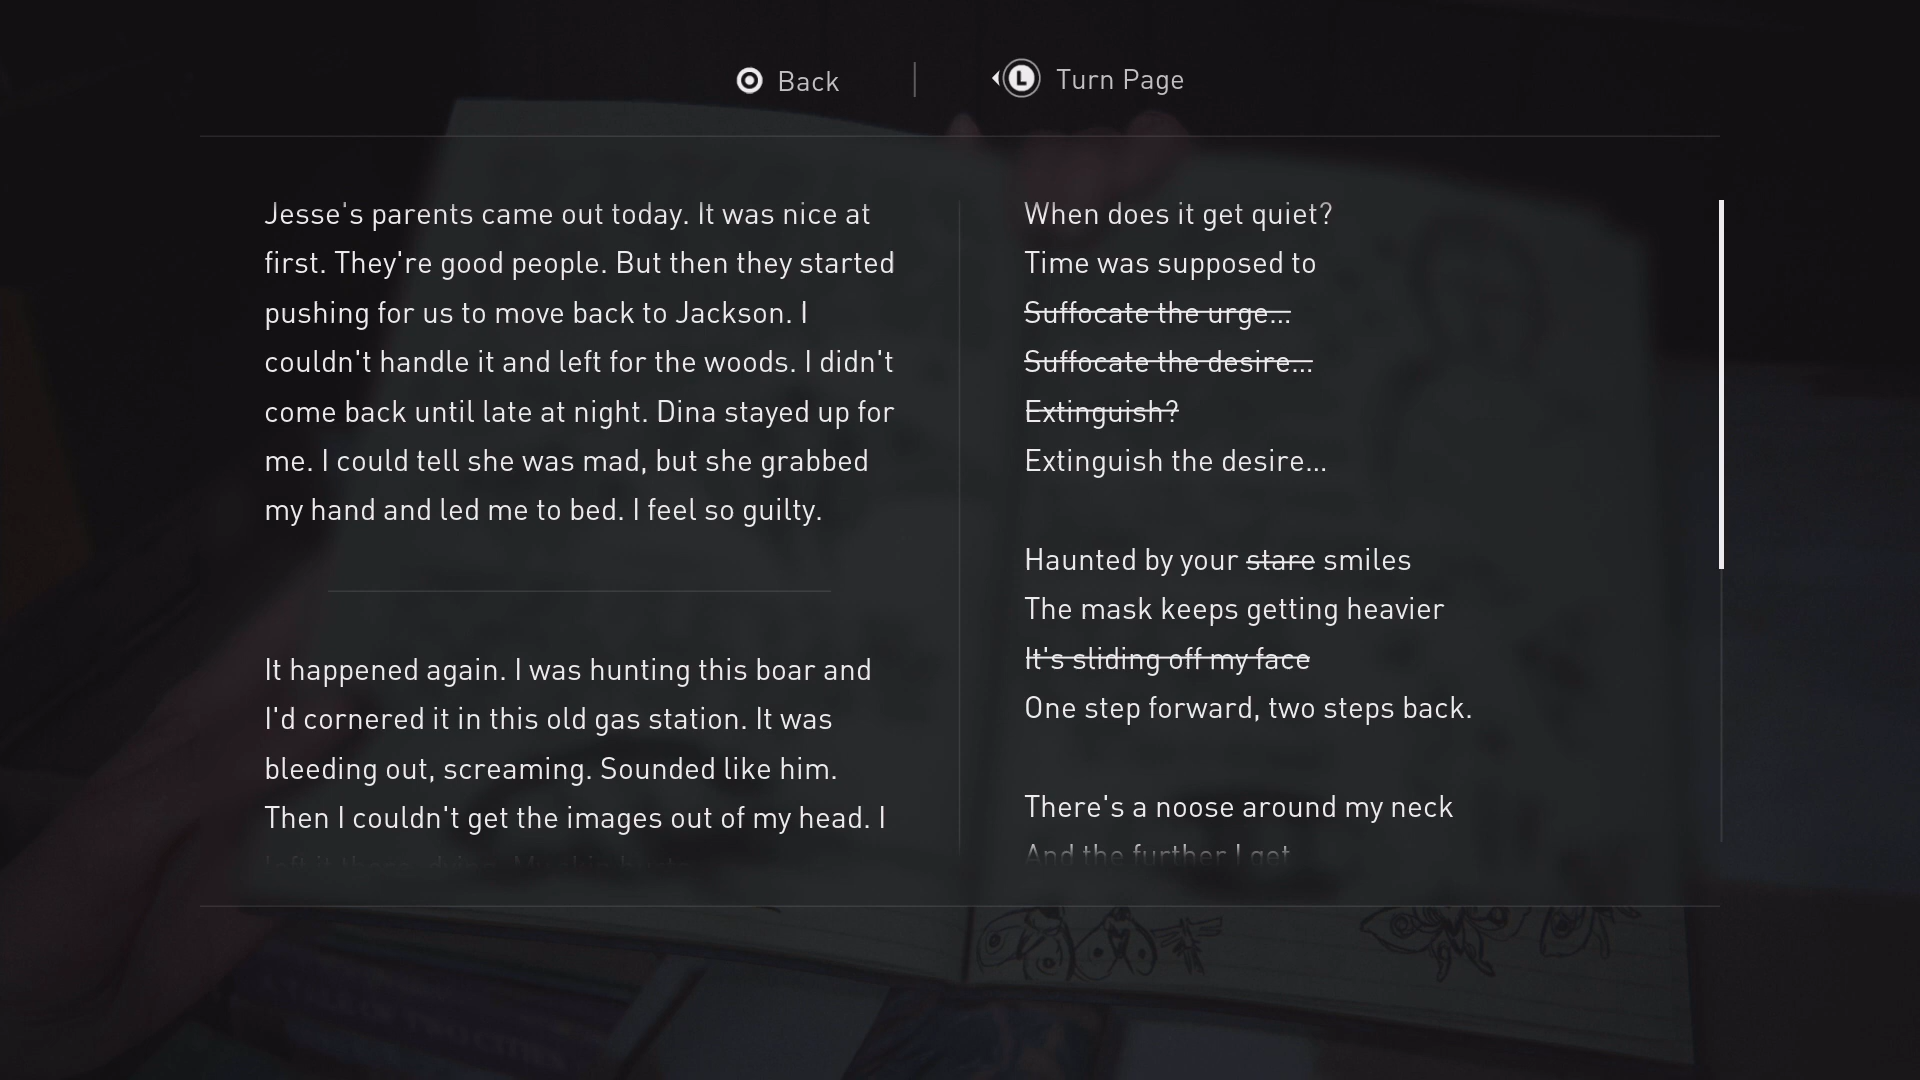 Back
L Turn Page
Jesse's parents came out today. It was nice at
first. They're good people. But then they started
pushing for us to move back to Jackson. I
couldn't handle it and left for the woods. I didn't
come back until late at night. Dina stayed up for
me. I could tell she was mad, but she grabbed
my hand and led me to bed. I feel so guilty.
It happened again. I was hunting this boar and
I'd cornered it in this old gas station. It was
bleeding out, screaming. Sounded like him.
Then I couldn't get the images out of my head. I
When does it get quiet?
Time was supposed to
Suffocate the urge...
Suffocate the desire...
Extinguish?
Extinguish the desire...
Haunted by your stare smiles
The mask keeps getting heavier
It's sliding off my face
One step forward, two steps back.
There's a noose around my neck
And the further I get